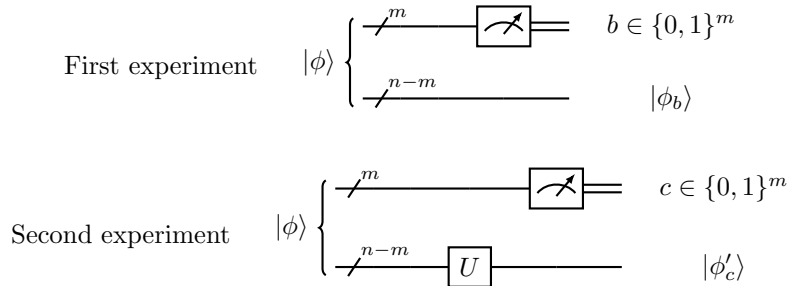 m
b ∈ {0, 1}^m
First experiment
|ϕ⟩
n−m
|ϕ_b⟩
m
c ∈ {0, 1}^m
Second experiment
|ϕ⟩
n−m
U
|ϕ′_c⟩